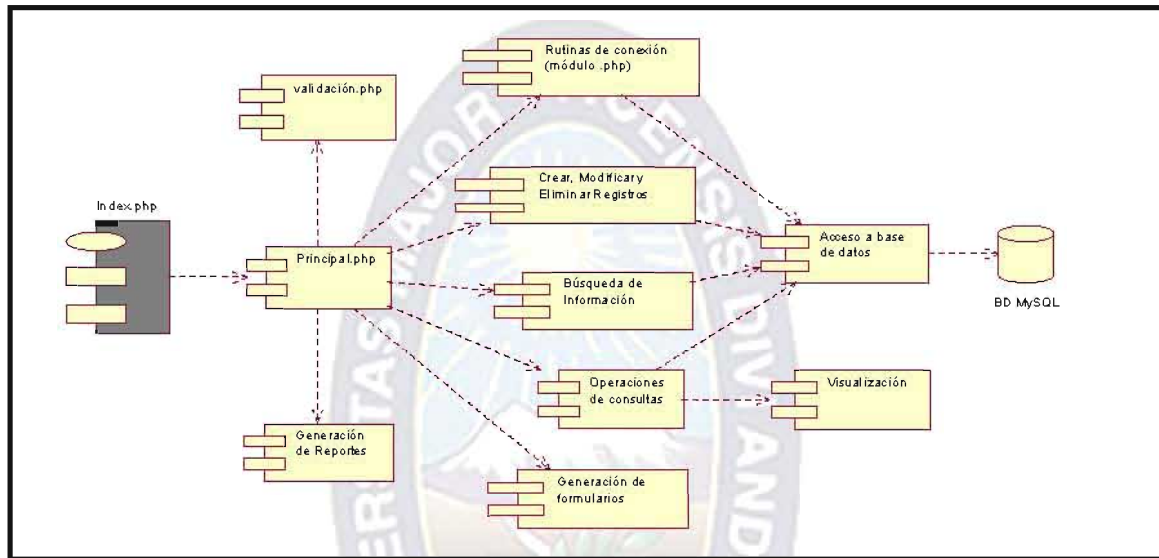 Rutinas de conexión
(módulo .php)
validación.php
Crear, Modificar y
Eliminar Registros
Index.php
Principal.php
Acceso a base
de datos
Búsqueda de
Información
BD MySQL
Operaciones
de consultas
Visualización
Generación
de Reportes
Generación de
formularios